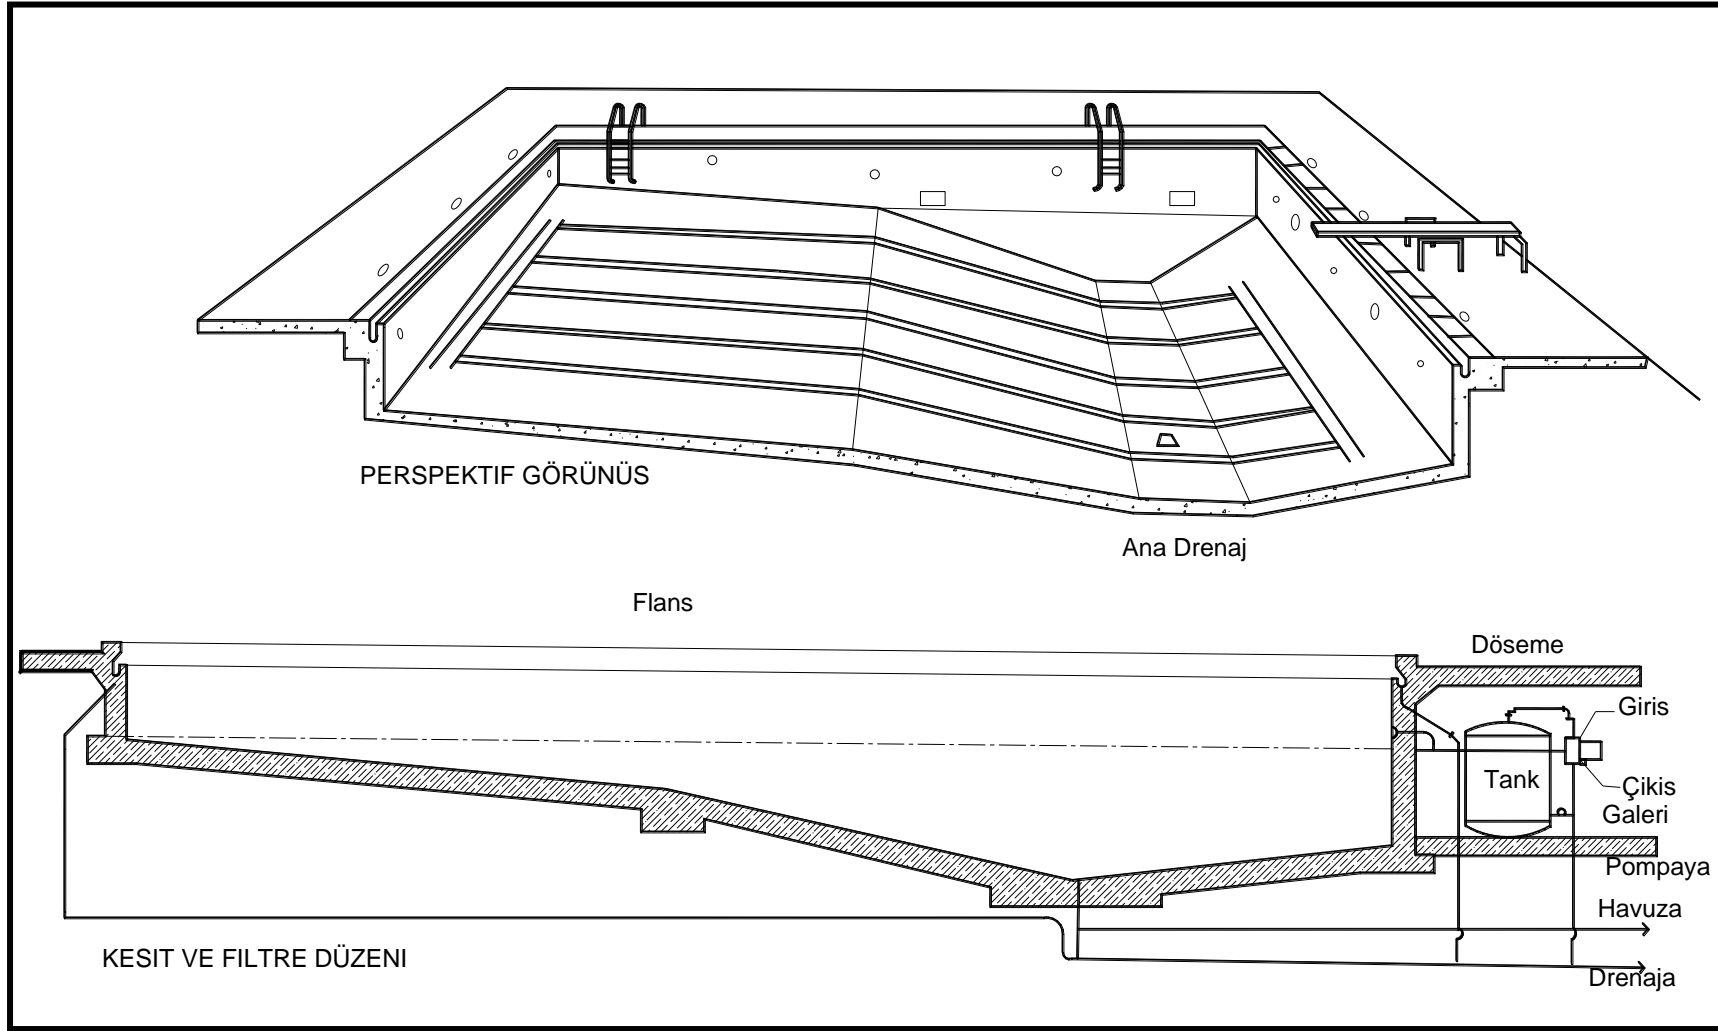 PERSPEKTIF GÖRÜNÜS
Ana Drenaj
Flans
Döseme
Giris
Tank
Çikis
Galeri
Pompaya
Havuza
KESIT VE FILTRE DÜZENI
Drenaja